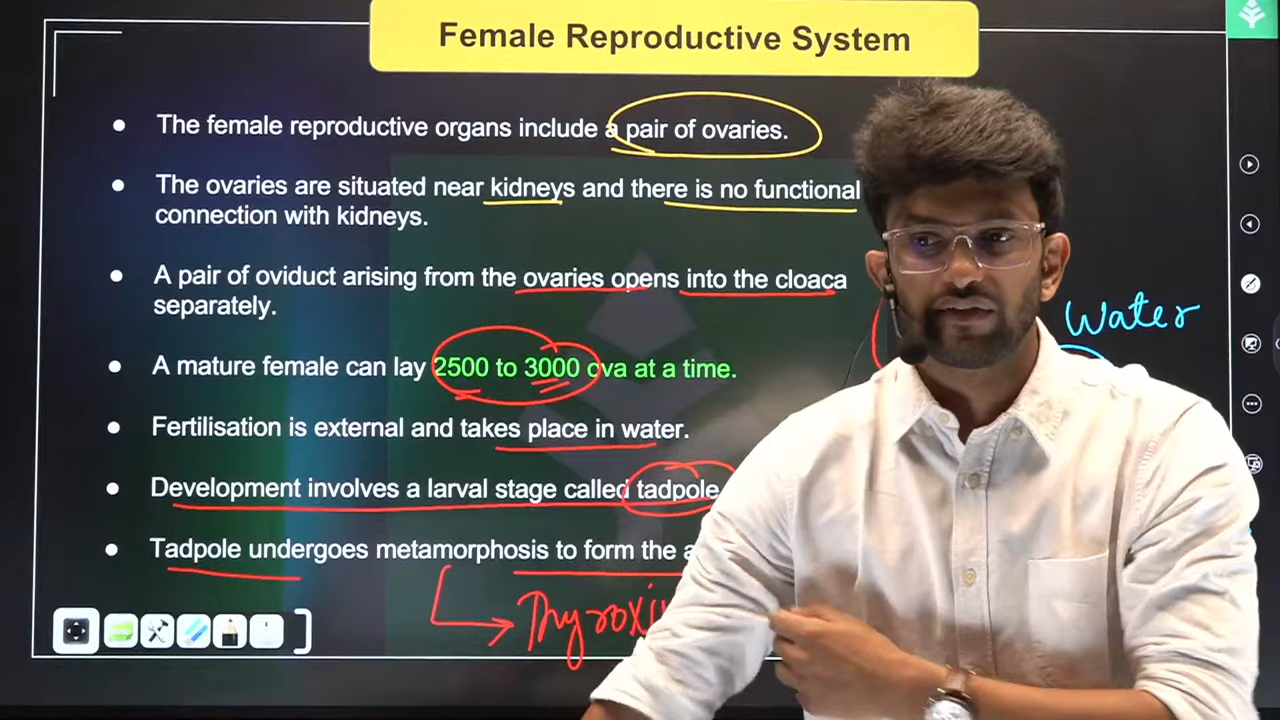 Female Reproductive System
The female reproductive organs include a pair of ovaries.
The ovaries are situated near kidneys and there is no functional
connection with kidneys.
A pair of oviduct arising from the ovaries opens into the cloaca
separately.
Water
A mature female can lay 2500 to 3000 ova at a time.
Fertilisation is external and takes place in water.
Development involves a larval stage called tadpole
Tadpole undergoes metamorphosis to form the